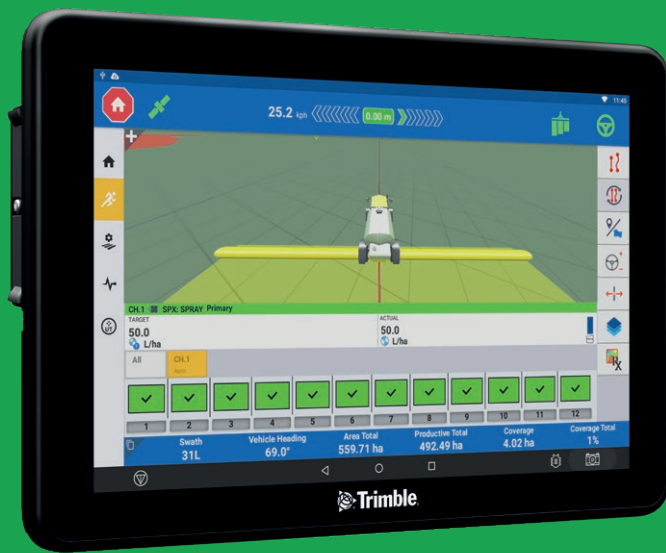 11:45
25.2 kph 0.00 m
CH.1 SPX: SPRAY Primary
TARGET ACTUAL
50.0 50.0
L/ha L/ha
All CH.1
Auto
1 2 3 4 5 6 7 8 9 10 11 12
Swath Vehicle Heading Area Total Productive Total Coverage Coverage Total
31L 69.0° 559.71 ha 492.49 ha 4.02 ha 1%
Trimble